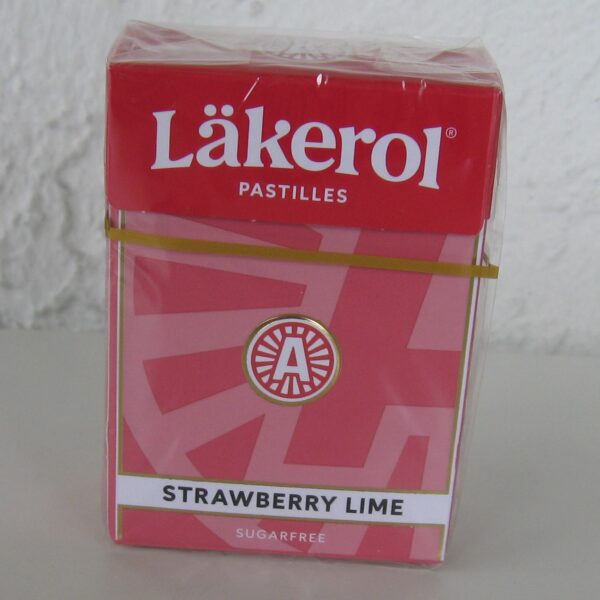 Läkerol®
PASTILLES
A
STRAWBERRY LIME
SUGARFREE